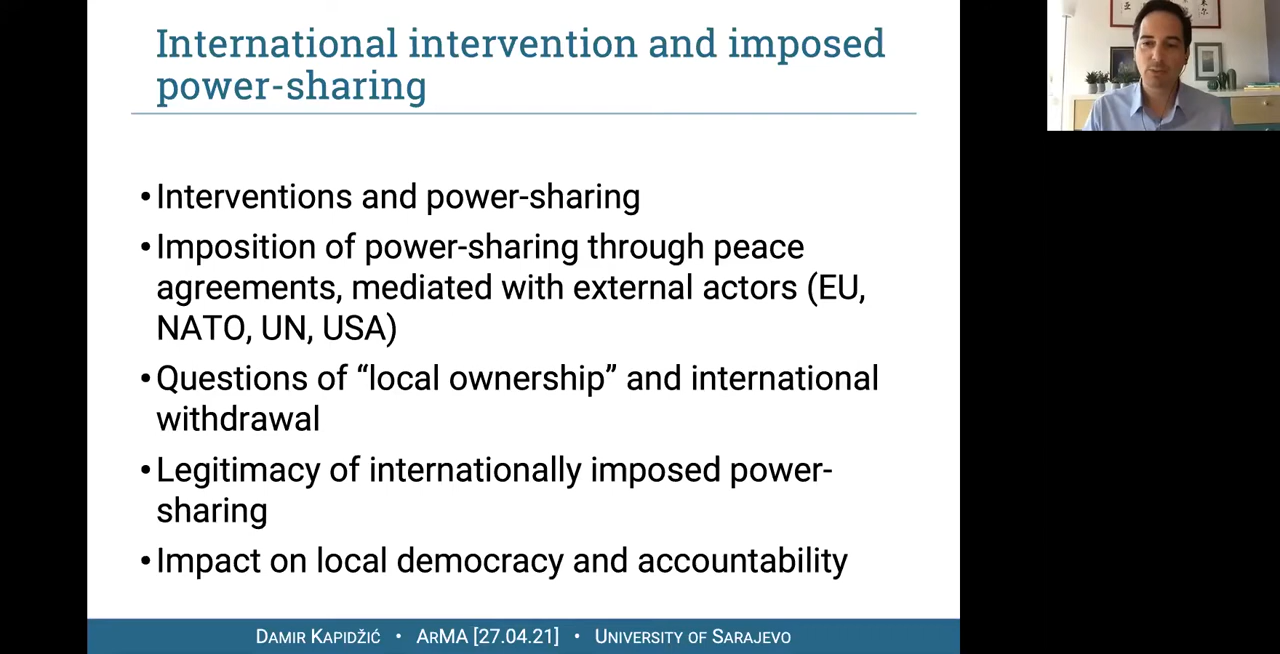 International intervention and imposed
power-sharing
•Interventions and power-sharing
•Imposition of power-sharing through peace
agreements, mediated with external actors (EU,
NATO, UN, USA)
•Questions of “local ownership” and international
withdrawal
•Legitimacy of internationally imposed power-
sharing
•Impact on local democracy and accountability
DAMIR KAPIDŽIĆ • ARMA [27.04.21] • UNIVERSITY OF SARAJEVO